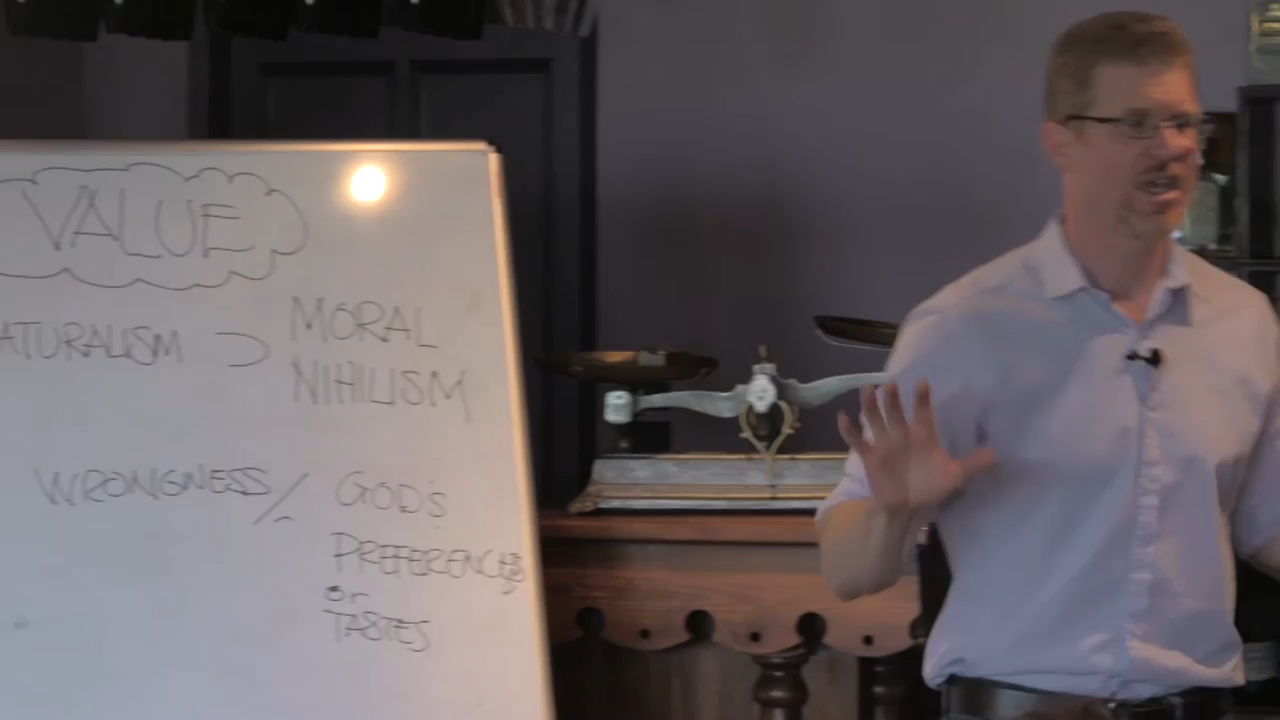 VALUE
ATURALISM ⊃ MORAL
NIHILISM
WRONGNESS / GOD'S
PREFERENCES
or
TASTES